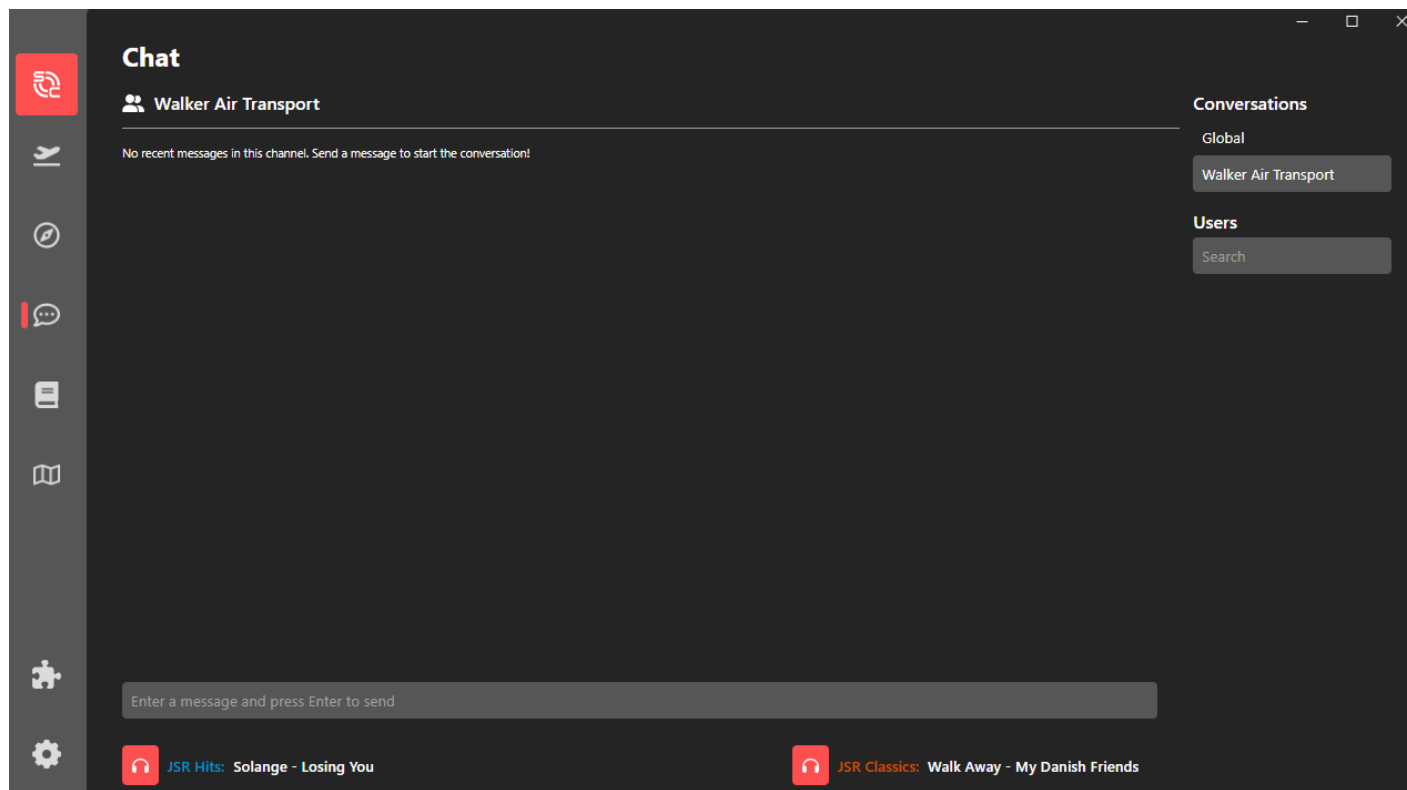 Chat
Walker Air Transport
No recent messages in this channel. Send a message to start the conversation!
Conversations
Global
Walker Air Transport
Users
Search
Enter a message and press Enter to send
JSR Hits: Solange - Losing You
JSR Classics: Walk Away - My Danish Friends